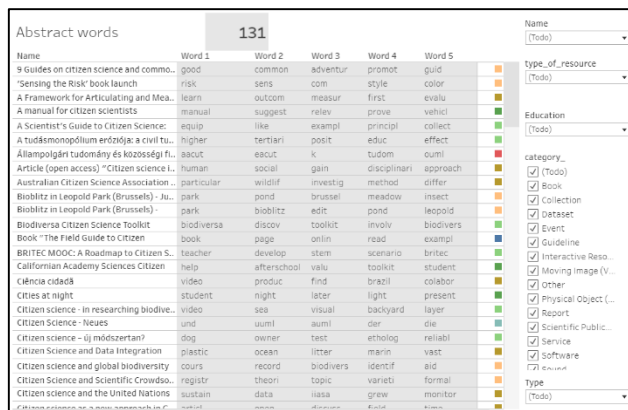 Abstract words 131
Name Word 1 Word 2 Word 3 Word 4 Word 5
9 Guides on citizen science and commo.. good common adventur promot guid
'Sensing the Risk' book launch risk sens com style color
A Framework for Articulating and Mea.. learn outcom measur first evalu
A manual for citizen scientists manual suggest relev prove vehicl
A Scientist's Guide to Citizen Science: equip like exampl principl collect
A tudásmonopólium eróziója: a civil tu.. higher tertiari posit educ effect
Állampolgári tudomány és közösségi fi.. aacut eacut k tudom ouml
Article (open access) "Citizen science i.. human social gain disciplinari approach
Australian Citizen Science Association .. particular wildlif investig method differ
Bioblitz in Leopold Park (Brussels) - Ju.. park pond brussel meadow insect
Bioblitz in Leopold Park (Brussels) - park bioblitz edit pond leopold
Biodiversa Citizen Science Toolkit biodiversa discov toolkit involv biodivers
Book "The Field Guide to Citizen book page onlin read exampl
BRITEC MOOC: A Roadmap to Citizen S.. teacher develop stem scenario britec
Californian Academy Sciences Citizen help afterschool valu toolkit student
Ciência cidadã video produc find brazil colabor
Cities at night student night later light present
Citizen science - in researching biodive.. video sea visual backyard layer
Citizen Science - Neues und uuml auml der die
Citizen science – új módszertan? dog owner test etholog reliabl
Citizen Science and Data Integration plastic ocean litter marin vast
Citizen science and global biodiversity cours record biodivers identif aid
Citizen Science and Scientific Crowdso.. registr theori topic varieti formal
Citizen science and the United Nations sustain data iiasa grew monitor
Name
(Todo)
type_of_resource
(Todo)
Education
(Todo)
category_
(Todo)
Book
Collection
Dataset
Event
Guideline
Interactive Reso...
Moving Image (V...
Other
Physical Object (...
Report
Scientific Public...
Service
Software
Sound
Type
(Todo)